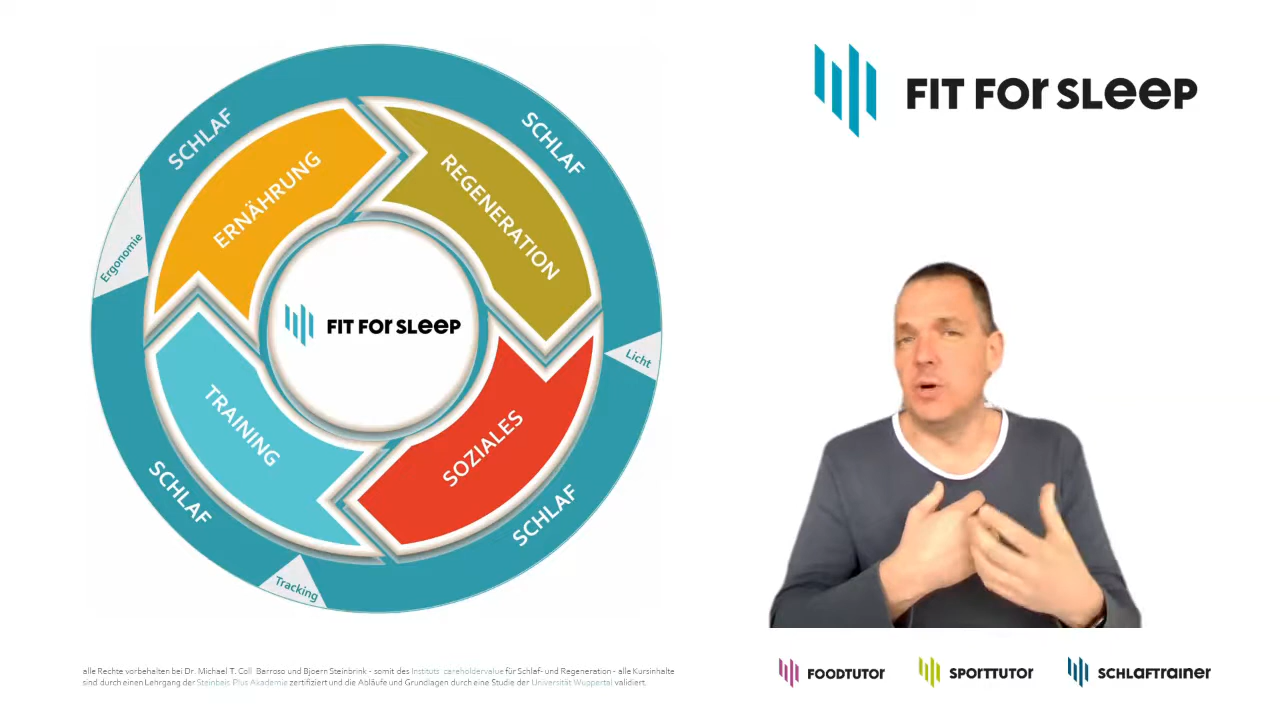 FIT FOR SLEEP
SCHLAF
SCHLAF
ERNÄHRUNG
REGENERATION
Ergonomie
FIT FOR SLEEP
Licht
TRAINING
SOZIALES
SCHLAF
SCHLAF
Tracking
alle Rechte vorbehalten bei Dr. Michael T. Coll Barroso und Bjoern Steinbrink - somit des Instituts careholdervalue für Schlaf- und Regeneration - alle Kursinhalte
sind durch einen Lehrgang der Steinbeis Plus Akademie zertifiziert und die Abläufe und Grundlagen durch eine Studie der Universität Wuppertal validiert.
FOODTUTOR SPORTTUTOR SCHLAFTRAINER